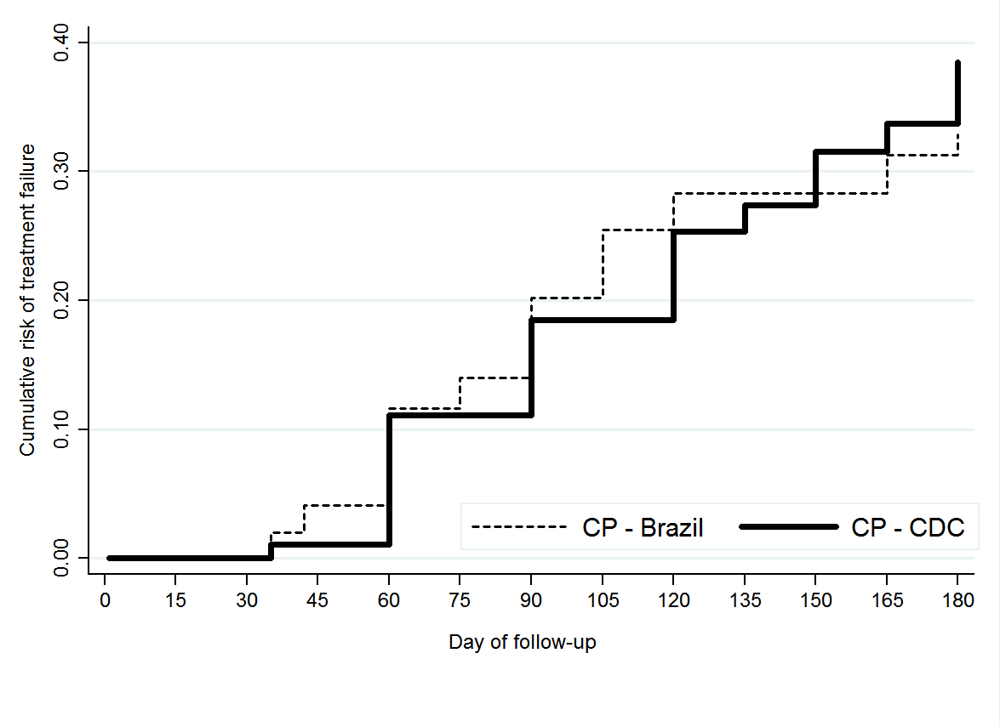 Cumulative risk of treatment failure
0.40
0.30
0.20
0.10
0.00
CP - Brazil CP - CDC
0 15 30 45 60 75 90 105 120 135 150 165 180
Day of follow-up